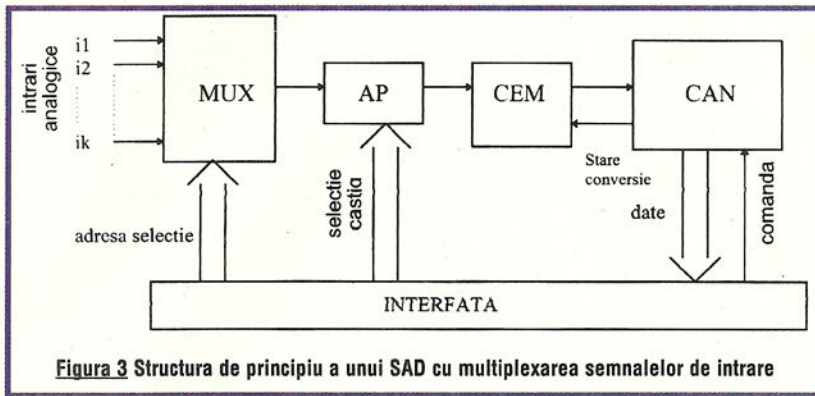 intrari
analogice
i1
i2
ik
MUX
AP
CEM
CAN
adresa selectie
selectie
castig
Stare
conversie
date
comanda
INTERFATA
Figura 3 Structura de principiu a unui SAD cu multiplexarea semnalelor de intrare